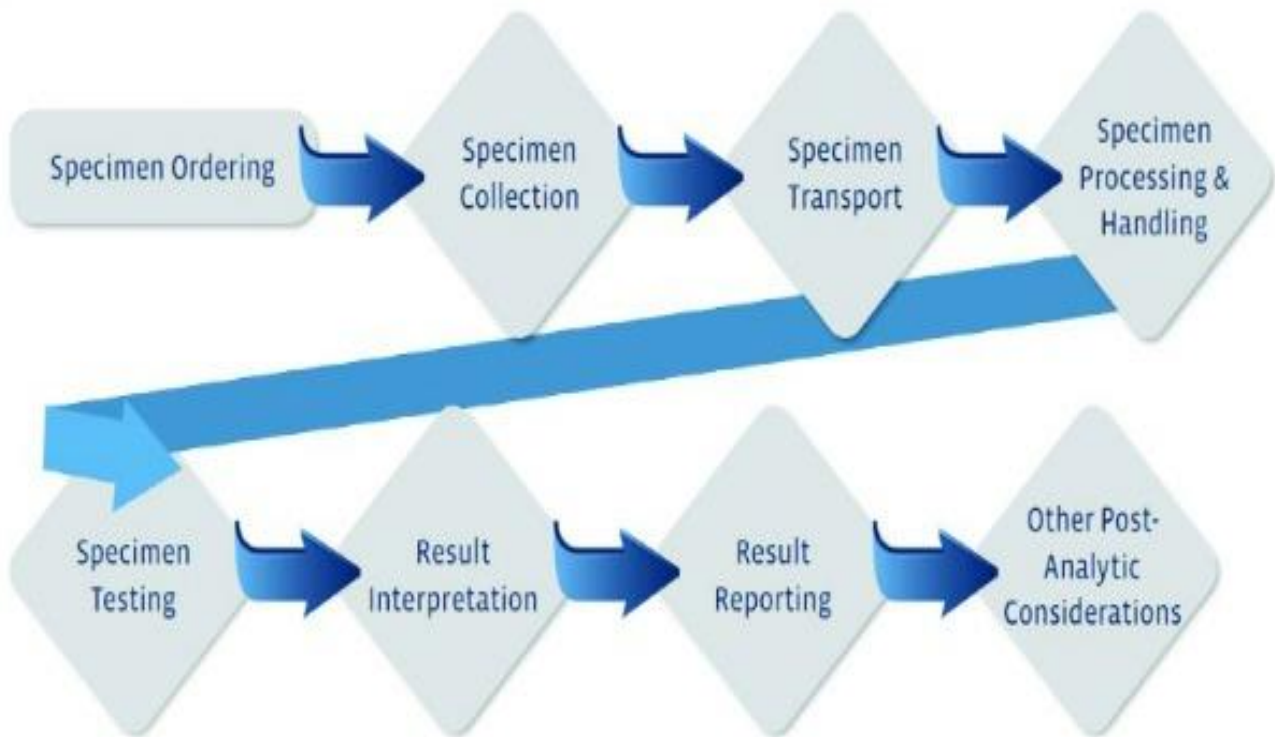 Specimen Ordering
Specimen
Collection
Specimen
Transport
Specimen
Processing &
Handling
Specimen
Testing
Result
Interpretation
Result
Reporting
Other Post-
Analytic
Considerations